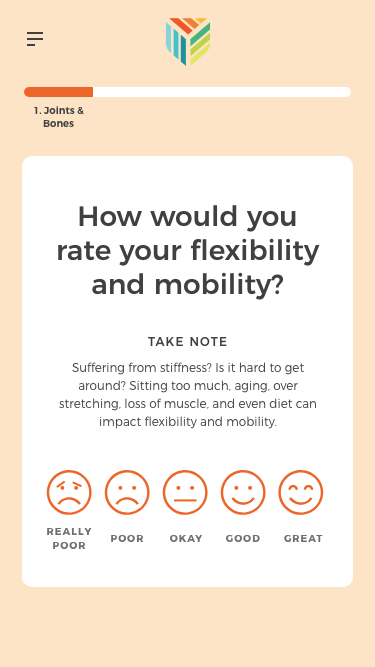 1. Joints &
Bones
How would you
rate your flexibility
and mobility?
TAKE NOTE
Suffering from stiffness? Is it hard to get
around? Sitting too much, aging, over
stretching, loss of muscle, and even diet can
impact flexibility and mobility.
REALLY
POOR
POOR
OKAY
GOOD
GREAT